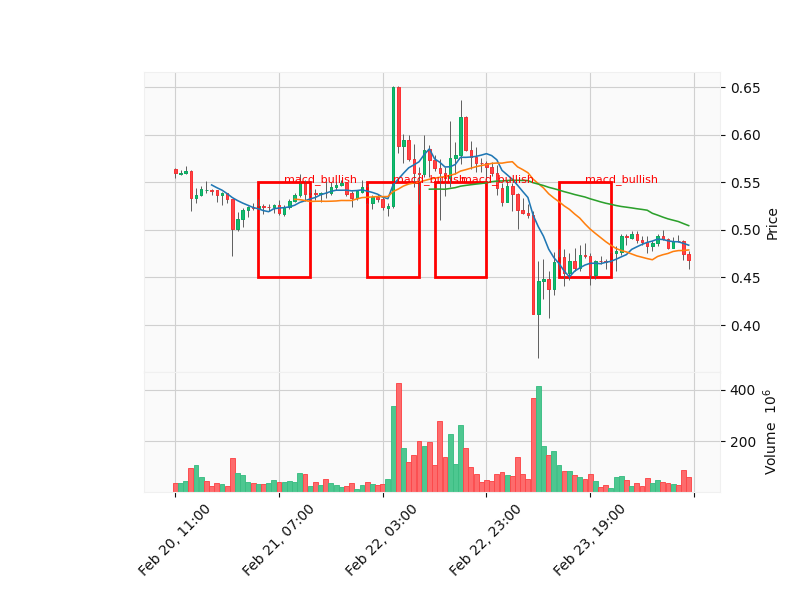 0.65
0.60
0.55
0.50
0.45
0.40
Price
macd_bullish
macd_bullish
macd_bullish
macd_bullish
400
200
Volume 10^6
Feb 20, 11:00
Feb 21, 07:00
Feb 22, 03:00
Feb 22, 23:00
Feb 23, 19:00